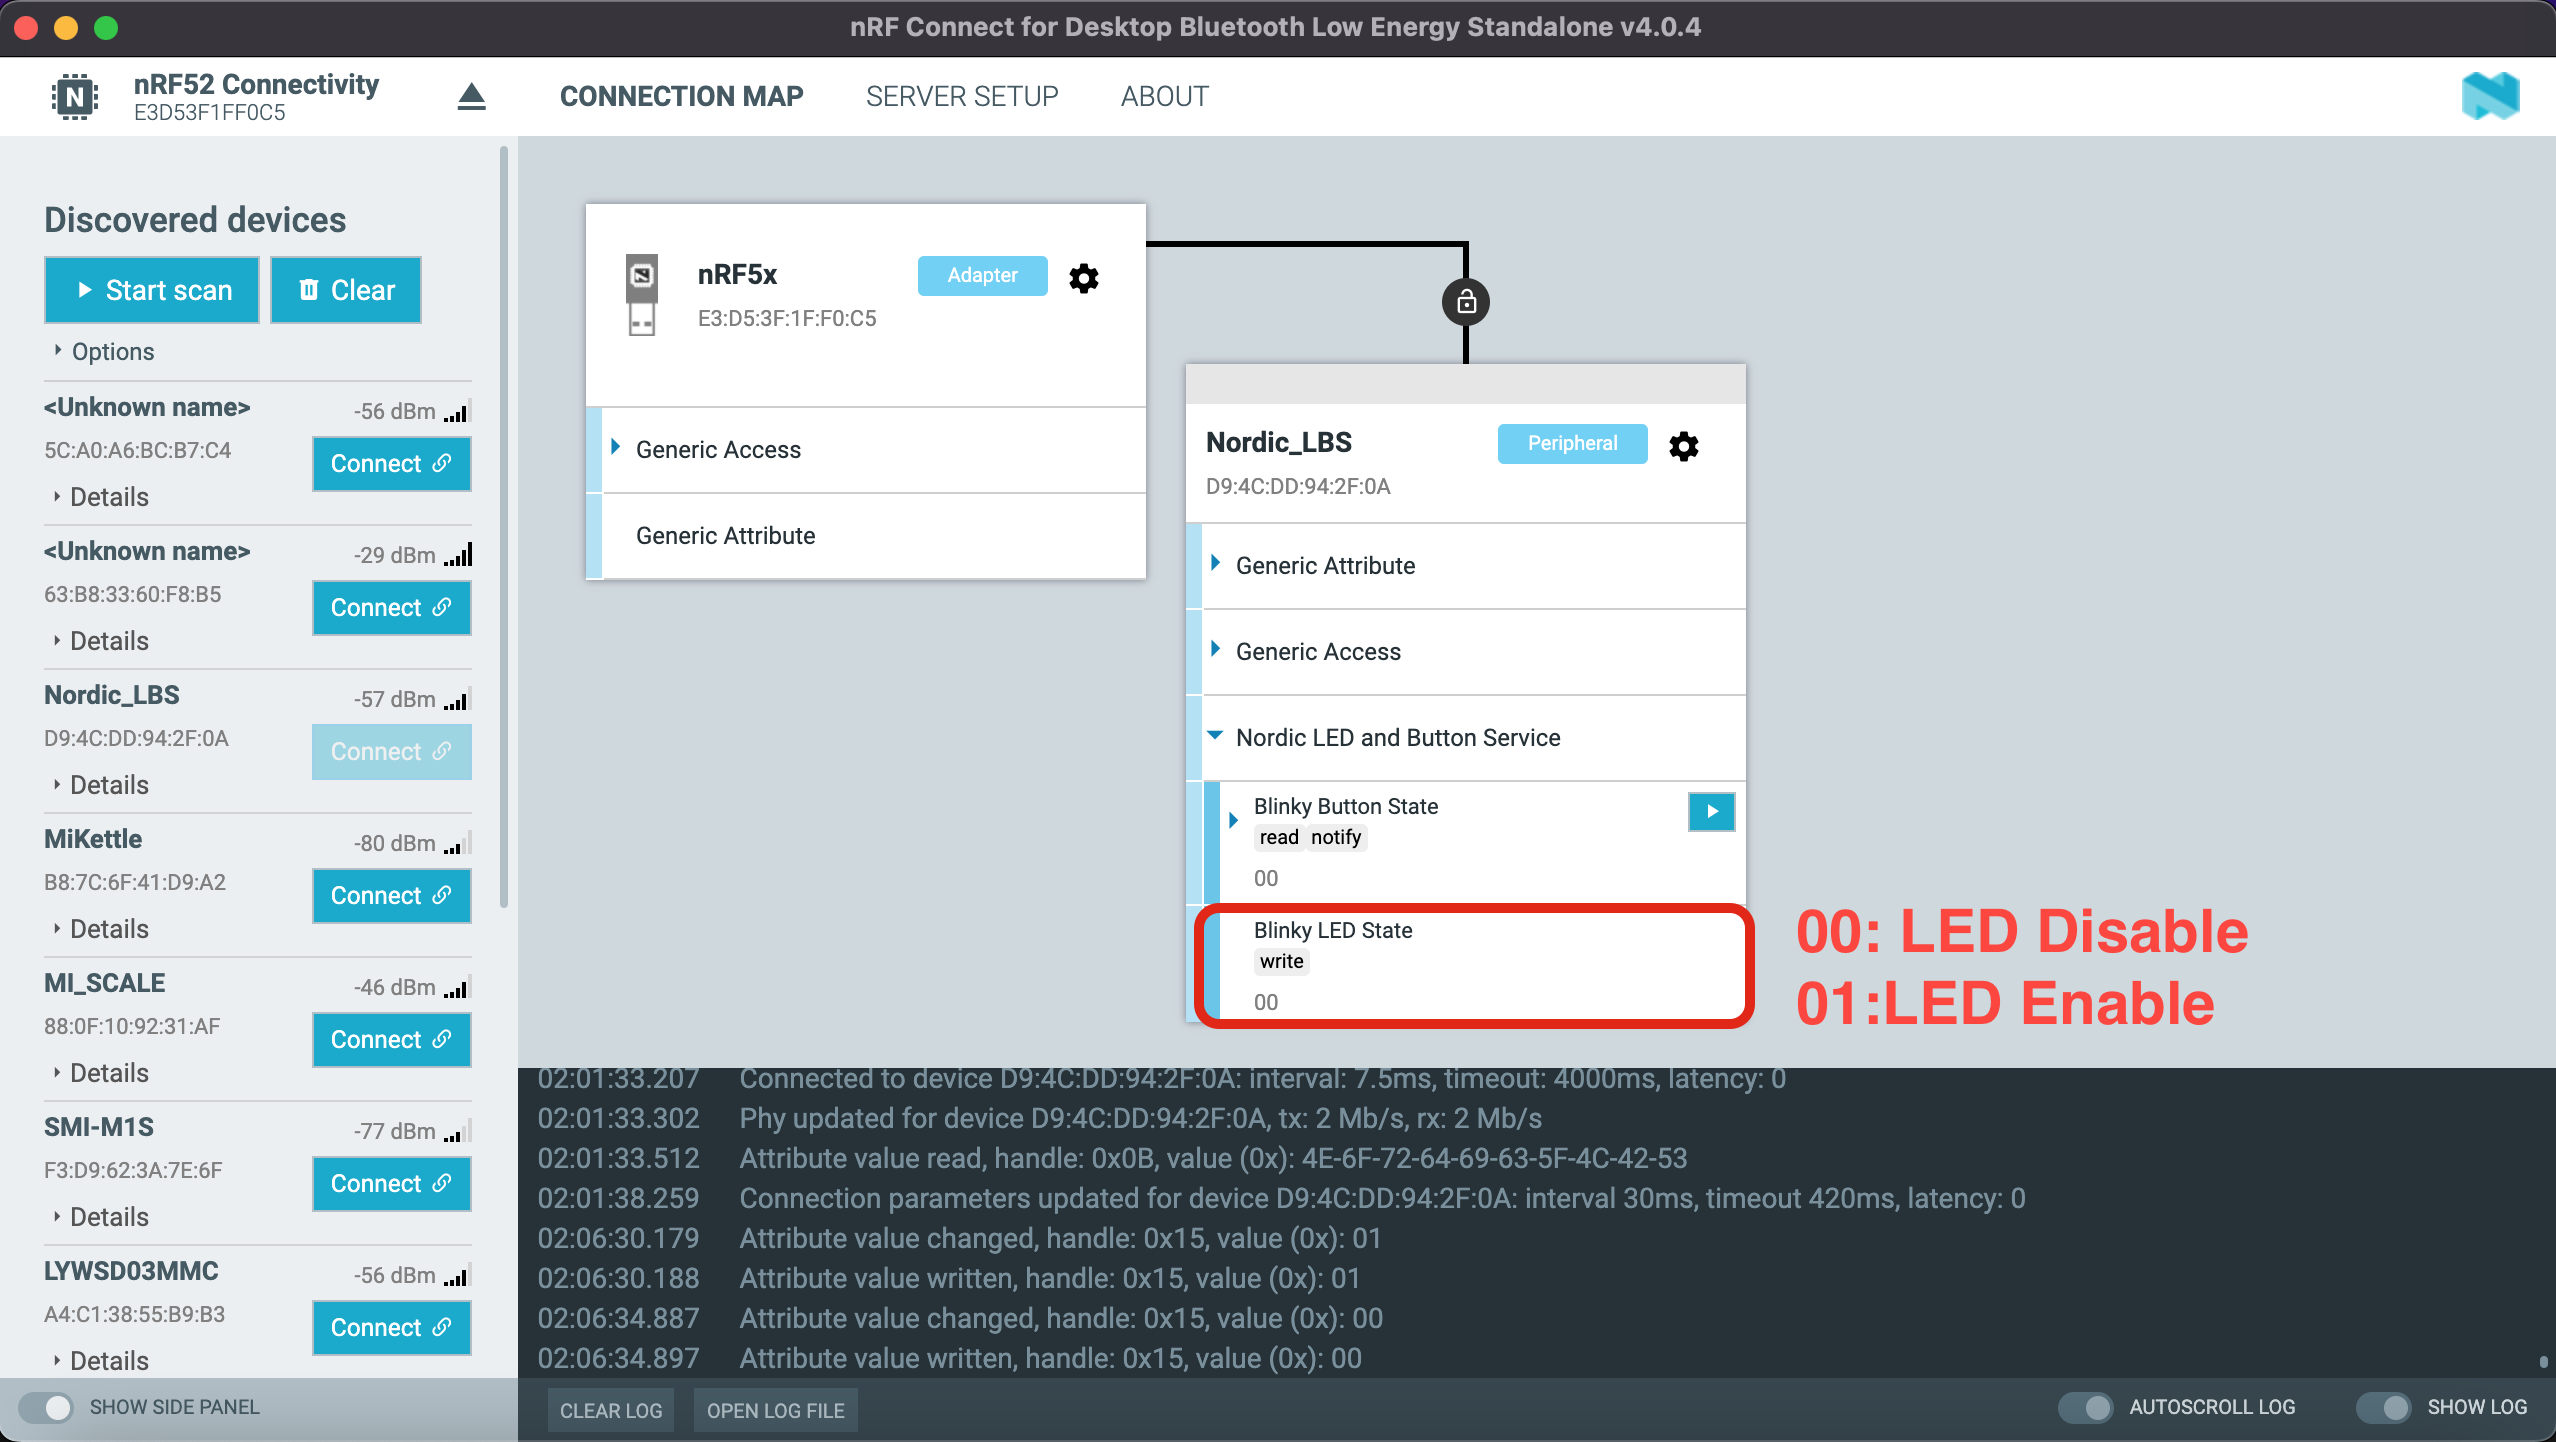 nRF Connect for Desktop Bluetooth Low Energy Standalone v4.0.4
N
nRF52 Connectivity
E3D53F1FF0C5
CONNECTION MAP
SERVER SETUP
ABOUT
Discovered devices
Start scan
Clear
Options
<Unknown name>
-56 dBm
5C:A0:A6:BC:B7:C4
Connect
Details
<Unknown name>
-29 dBm
63:B8:33:60:F8:B5
Connect
Details
Nordic_LBS
-57 dBm
D9:4C:DD:94:2F:0A
Connect
Details
MiKettle
-80 dBm
B8:7C:6F:41:D9:A2
Connect
Details
MI_SCALE
-46 dBm
88:0F:10:92:31:AF
Connect
Details
SMI-M1S
-77 dBm
F3:D9:62:3A:7E:6F
Connect
Details
LYWSD03MMC
-56 dBm
A4:C1:38:55:B9:B3
Connect
Details
SHOW SIDE PANEL
nRF5x
Adapter
E3:D5:3F:1F:F0:C5
Generic Access
Generic Attribute
Nordic_LBS
Peripheral
D9:4C:DD:94:2F:0A
Generic Attribute
Generic Access
Nordic LED and Button Service
Blinky Button State
read notify
00
Blinky LED State
write
00
00: LED Disable
01:LED Enable
02:01:33.207 Connected to device D9:4C:DD:94:2F:0A: interval: 7.5ms, timeout: 4000ms, latency: 0
02:01:33.302 Phy updated for device D9:4C:DD:94:2F:0A, tx: 2 Mb/s, rx: 2 Mb/s
02:01:33.512 Attribute value read, handle: 0x0B, value (0x): 4E-6F-72-64-69-63-5F-4C-42-53
02:01:38.259 Connection parameters updated for device D9:4C:DD:94:2F:0A: interval 30ms, timeout 420ms, latency: 0
02:06:30.179 Attribute value changed, handle: 0x15, value (0x): 01
02:06:30.188 Attribute value written, handle: 0x15, value (0x): 01
02:06:34.887 Attribute value changed, handle: 0x15, value (0x): 00
02:06:34.897 Attribute value written, handle: 0x15, value (0x): 00
CLEAR LOG
OPEN LOG FILE
AUTOSCROLL LOG
SHOW LOG